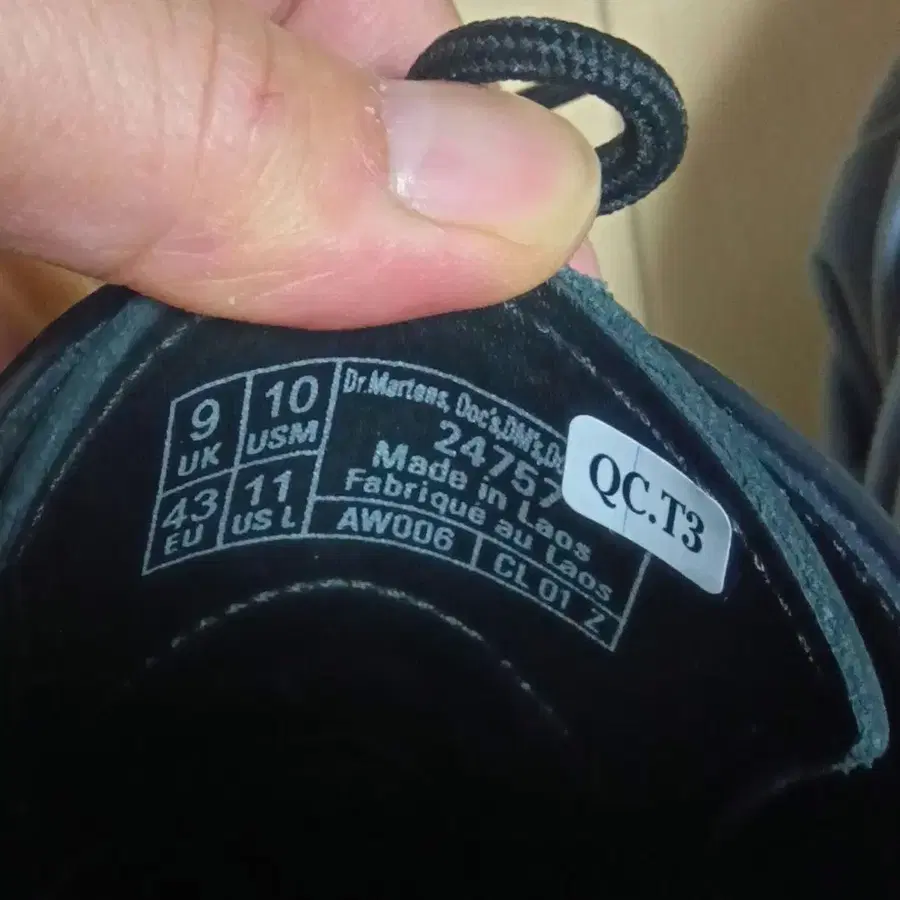 9 UK
10 USM
43 EU
11 US L
Dr.Martens, Doc's,DM's,
24757
Made in Laos
Fabriqué au Laos
AW006
CL 01 Z
QC.T3